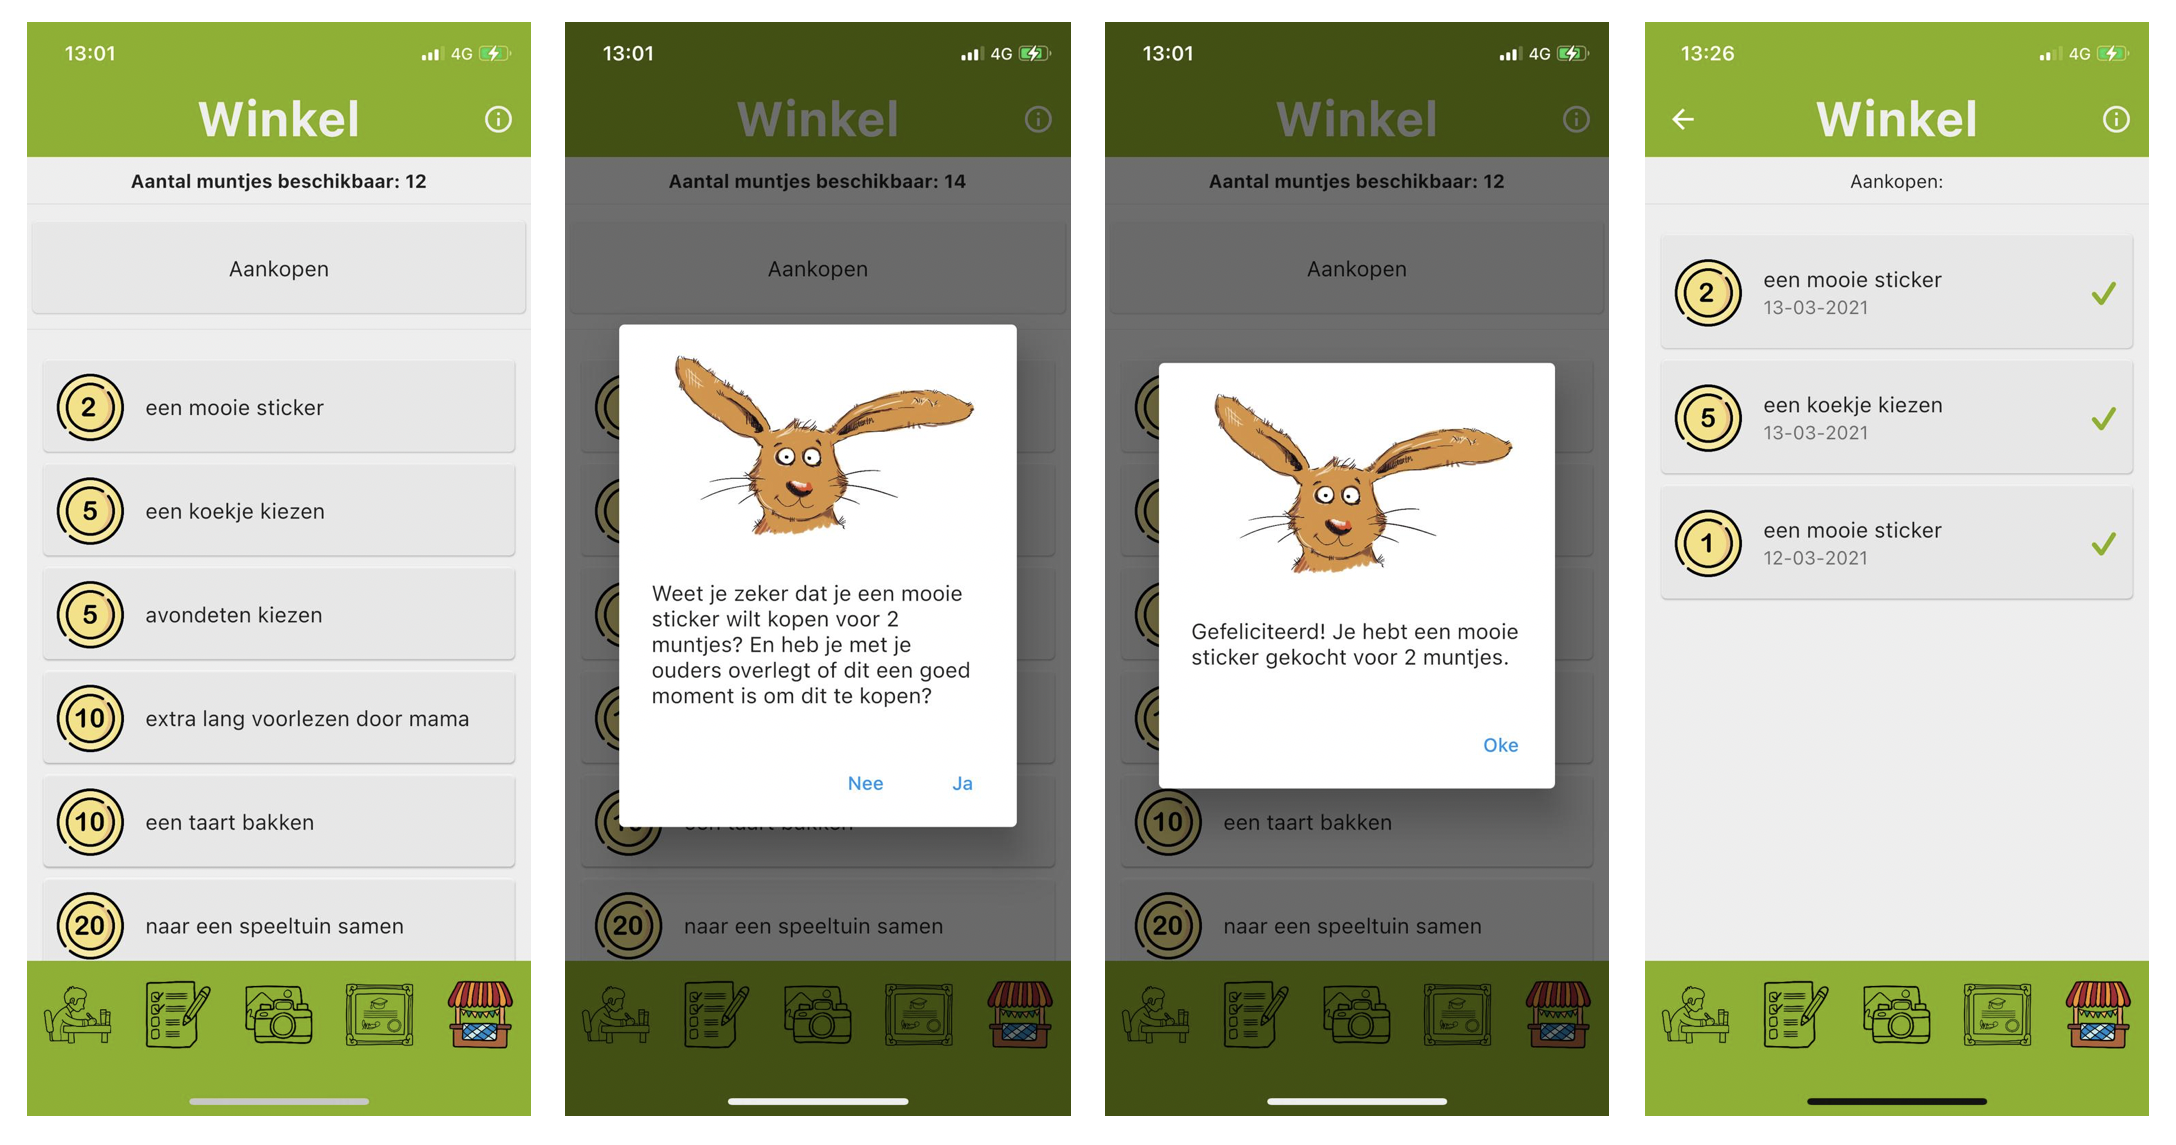 13:01
4G
Winkel
Aantal muntjes beschikbaar: 12
Aankopen
2
een mooie sticker
5
een koekje kiezen
5
avondeten kiezen
10
extra lang voorlezen door mama
10
een taart bakken
20
naar een speeltuin samen
13:01
4G
Winkel
Aantal muntjes beschikbaar: 14
Aankopen
Weet je zeker dat je een mooie
sticker wilt kopen voor 2
muntjes? En heb je met je
ouders overlegt of dit een goed
moment is om dit te kopen?
Nee
Ja
10
een taart bakken
20
naar een speeltuin samen
13:01
4G
Winkel
Aantal muntjes beschikbaar: 12
Aankopen
Gefeliciteerd! Je hebt een mooie
sticker gekocht voor 2 muntjes.
Oke
10
een taart bakken
20
naar een speeltuin samen
13:26
4G
Winkel
Aankopen:
2
een mooie sticker
13-03-2021
5
een koekje kiezen
13-03-2021
1
een mooie sticker
12-03-2021